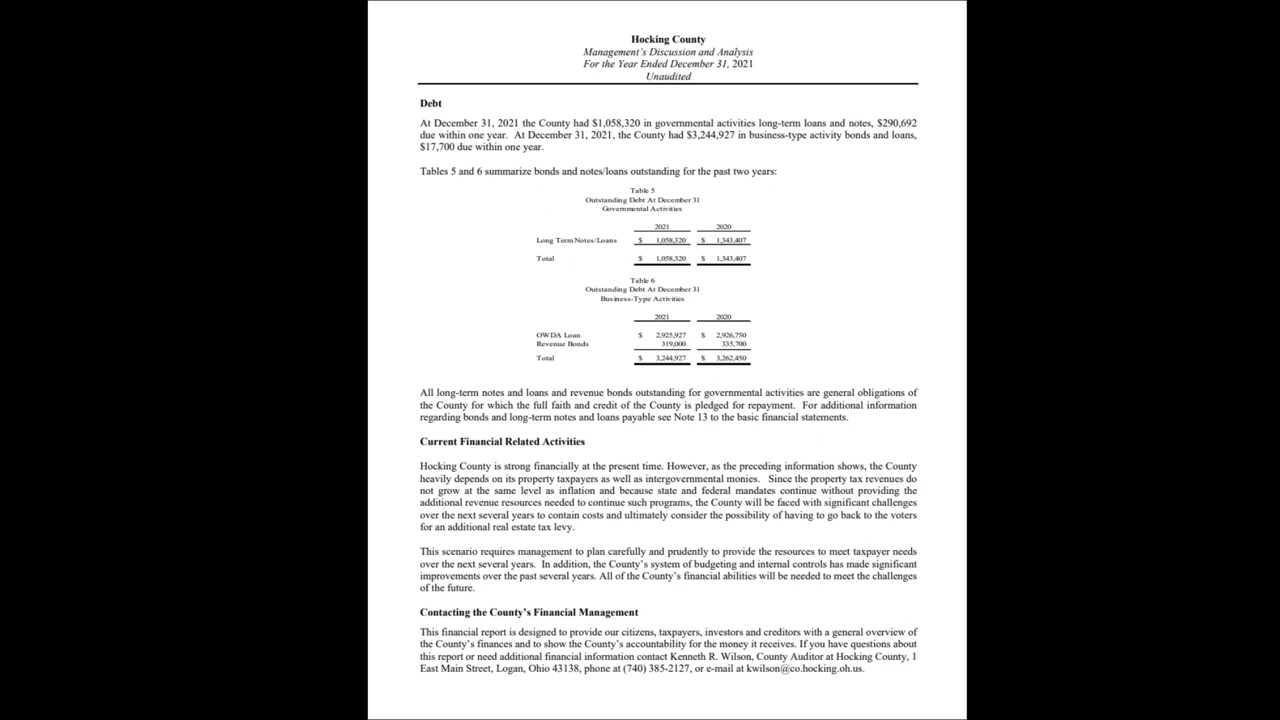 Hocking County
Management's Discussion and Analysis
For the Year Ended December 31, 2021
Unaudited
Debt
At December 31, 2021 the County had $1,058,320 in governmental activities long-term loans and notes, $290,692
due within one year. At December 31, 2021, the County had $3,244,927 in business-type activity bonds and loans,
$17,700 due within one year.
Tables 5 and 6 summarize bonds and notes/loans outstanding for the past two years:
Table 5
Outstanding Debt At December 31
Governmental Activities
2021 2020
Long Term Notes/Loans $ 1,058,320 $ 1,343,407
Total $ 1,058,320 $ 1,343,407
Table 6
Outstanding Debt At December 31
Business-Type Activities
2021 2020
OWDA Loan $ 2,925,927 $ 2,926,750
Revenue Bonds 319,000 335,700
Total $ 3,244,927 $ 3,262,450
All long-term notes and loans and revenue bonds outstanding for governmental activities are general obligations of
the County for which the full faith and credit of the County is pledged for repayment. For additional information
regarding bonds and long-term notes and loans payable see Note 13 to the basic financial statements.
Current Financial Related Activities
Hocking County is strong financially at the present time. However, as the preceding information shows, the County
heavily depends on its property taxpayers as well as intergovernmental monies. Since the property tax revenues do
not grow at the same level as inflation and because state and federal mandates continue without providing the
additional revenue resources needed to continue such programs, the County will be faced with significant challenges
over the next several years to contain costs and ultimately consider the possibility of having to go back to the voters
for an additional real estate tax levy.
This scenario requires management to plan carefully and prudently to provide the resources to meet taxpayer needs
over the next several years. In addition, the County's system of budgeting and internal controls has made significant
improvements over the past several years. All of the County's financial abilities will be needed to meet the challenges
of the future.
Contacting the County's Financial Management
This financial report is designed to provide our citizens, taxpayers, investors and creditors with a general overview of
the County's finances and to show the County's accountability for the money it receives. If you have questions about
this report or need additional financial information contact Kenneth R. Wilson, County Auditor at Hocking County, 1
East Main Street, Logan, Ohio 43138, phone at (740) 385-2127, or e-mail at kwilson@co.hocking.oh.us.